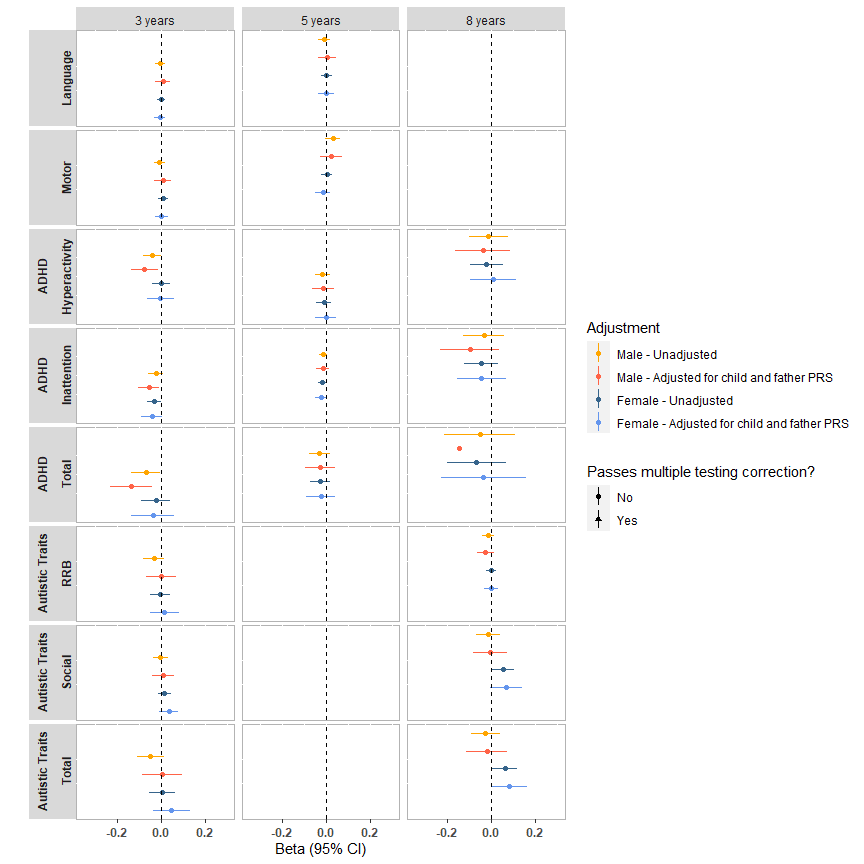 3 years
5 years
8 years
Language
Motor
ADHD
Hyperactivity
ADHD
Inattention
ADHD
Total
Autistic Traits
RRB
Autistic Traits
Social
Autistic Traits
Total
-0.2 0.0 0.2
-0.2 0.0 0.2
-0.2 0.0 0.2
Beta (95% CI)
Adjustment
Male - Unadjusted
Male - Adjusted for child and father PRS
Female - Unadjusted
Female - Adjusted for child and father PRS
Passes multiple testing correction?
No
Yes